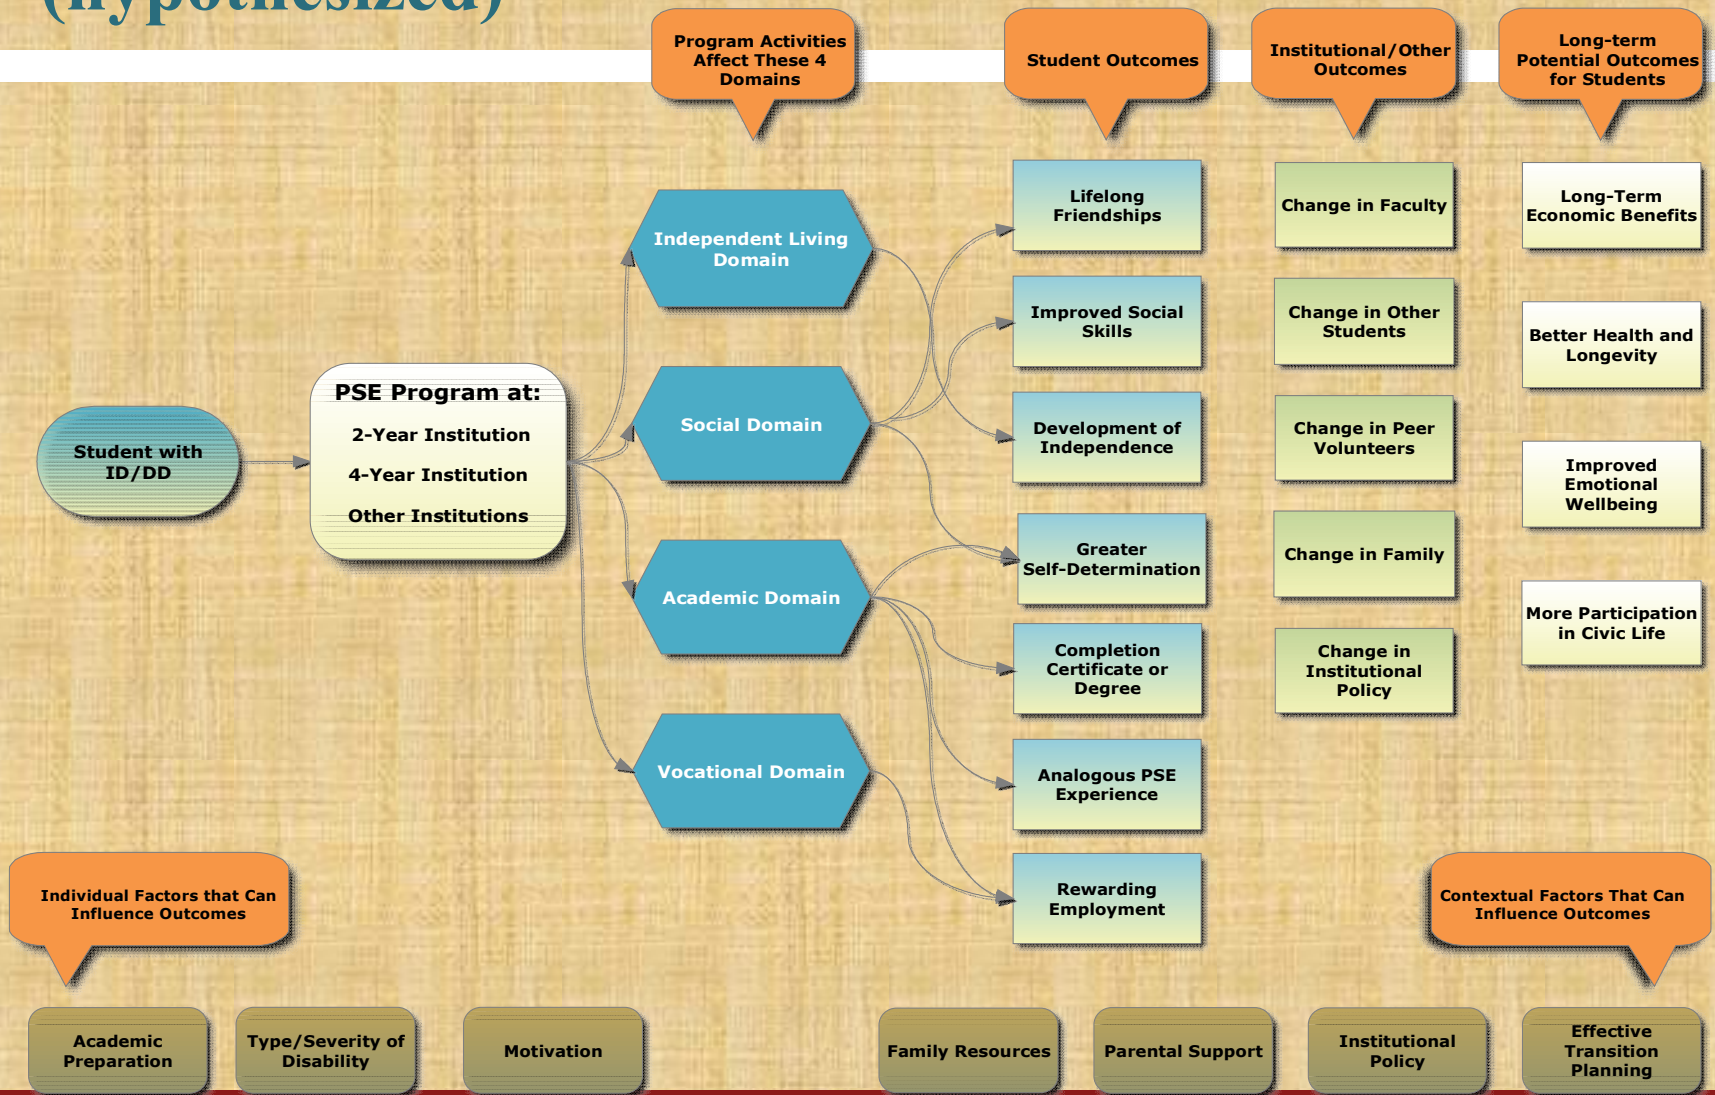 (hypothesized)
Program Activities
Affect These 4
Domains
Student Outcomes
Institutional/Other
Outcomes
Long-term
Potential Outcomes
for Students
Independent Living
Domain
Social Domain
Academic Domain
Vocational Domain
Student with
ID/DD
PSE Program at:
2-Year Institution
4-Year Institution
Other Institutions
Lifelong
Friendships
Improved Social
Skills
Development of
Independence
Greater
Self-Determination
Completion
Certificate or
Degree
Analogous PSE
Experience
Rewarding
Employment
Change in Faculty
Change in Other
Students
Change in Peer
Volunteers
Change in Family
Change in
Institutional
Policy
Long-Term
Economic Benefits
Better Health and
Longevity
Improved
Emotional
Wellbeing
More Participation
in Civic Life
Individual Factors that Can
Influence Outcomes
Contextual Factors That Can
Influence Outcomes
Academic
Preparation
Type/Severity of
Disability
Motivation
Family Resources
Parental Support
Institutional
Policy
Effective
Transition
Planning